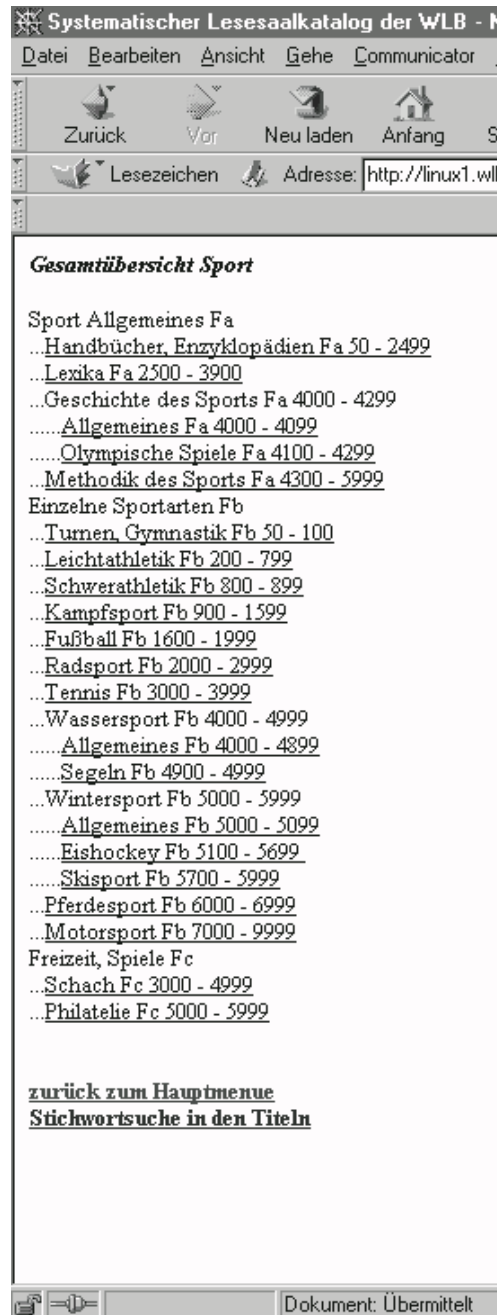 Systematischer Lesesaalkatalog der WLB -
Datei Bearbeiten Ansicht Gehe Communicator
Zurück Vor Neu laden Anfang
Lesezeichen Adresse: http://linux1.wl
Gesamtübersicht Sport
Sport Allgemeines Fa
...Handbücher, Enzyklopädien Fa 50 - 2499
...Lexika Fa 2500 - 3900
...Geschichte des Sports Fa 4000 - 4299
......Allgemeines Fa 4000 - 4099
......Olympische Spiele Fa 4100 - 4299
...Methodik des Sports Fa 4300 - 5999
Einzelne Sportarten Fb
...Turnen, Gymnastik Fb 50 - 100
...Leichtathletik Fb 200 - 799
...Schwerathletik Fb 800 - 899
...Kampfsport Fb 900 - 1599
...Fußball Fb 1600 - 1999
...Radsport Fb 2000 - 2999
...Tennis Fb 3000 - 3999
...Wassersport Fb 4000 - 4999
......Allgemeines Fb 4000 - 4899
......Segeln Fb 4900 - 4999
...Wintersport Fb 5000 - 5999
......Allgemeines Fb 5000 - 5099
......Eishockey Fb 5100 - 5699
......Skisport Fb 5700 - 5999
...Pferdesport Fb 6000 - 6999
...Motorsport Fb 7000 - 9999
Freizeit, Spiele Fc
...Schach Fc 3000 - 4999
...Philatelie Fc 5000 - 5999
zurück zum Hauptmenue
Stichwortsuche in den Titeln
Dokument: Übermittelt